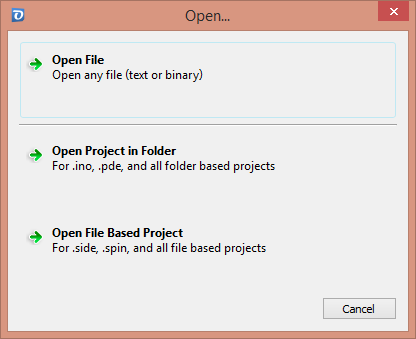 Open...
Open File
Open any file (text or binary)
Open Project in Folder
For .ino, .pde, and all folder based projects
Open File Based Project
For .side, .spin, and all file based projects
Cancel